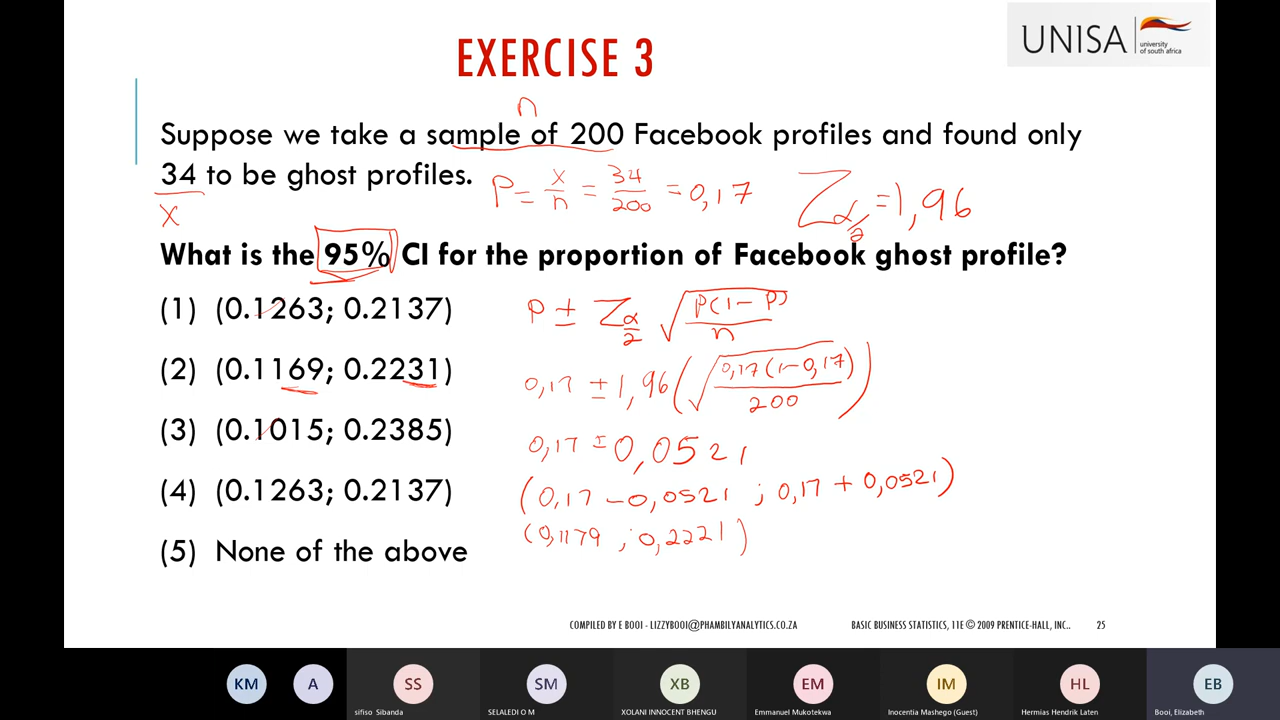 UNISA university of south africa
EXERCISE 3
n
Suppose we take a sample of 200 Facebook profiles and found only
34 to be ghost profiles.
P = x/n = 34/200 = 0,17
Zα/2 = 1,96
x
What is the 95% CI for the proportion of Facebook ghost profile?
(1) (0.1263; 0.2137)
P ± Zα/2 √(P(1-P)/n)
(2) (0.1169; 0.2231)
0,17 ± 1,96(√(0,17(1-0,17)/200))
(3) (0.1015; 0.2385)
0,17 ± 0,0521
(4) (0.1263; 0.2137)
(0,17 - 0,0521 ; 0,17 + 0,0521)
(0,1179 ; 0,2221)
(5) None of the above
COMPILED BY E BOOI - LIZZYBOOI@PHAMBILYANALYTICS.CO.ZA
BASIC BUSINESS STATISTICS, 11E © 2009 PRENTICE-HALL, INC..
25
KM
A
SS
SM
XB
EM
IM
HL
EB
sifiso Sibanda
SELALEDI O M
XOLANI INNOCENT BHENGU
Emmanuel Mukotekwa
Inocentia Mashego (Guest)
Hermias Hendrik Laten
Booi, Elizabeth